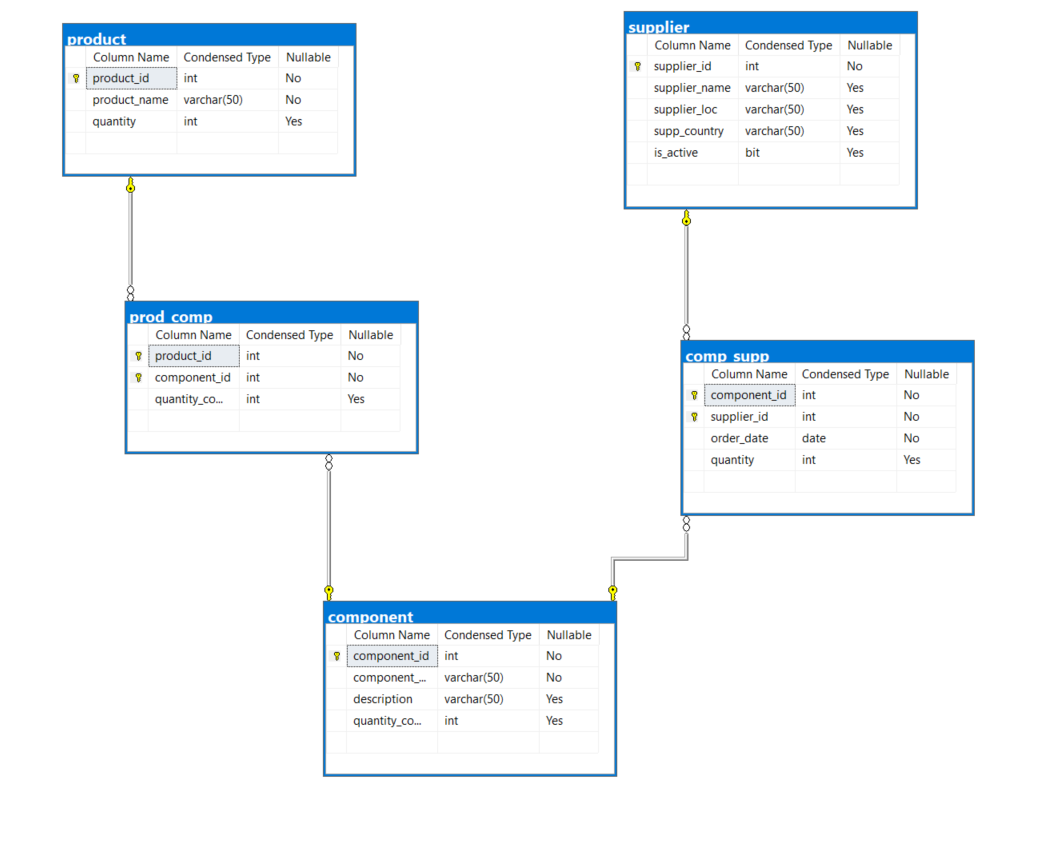 product
Column Name Condensed Type Nullable
product_id int No
product_name varchar(50) No
quantity int Yes
supplier
Column Name Condensed Type Nullable
supplier_id int No
supplier_name varchar(50) Yes
supplier_loc varchar(50) Yes
supp_country varchar(50) Yes
is_active bit Yes
prod_comp
Column Name Condensed Type Nullable
product_id int No
component_id int No
quantity_co... int Yes
comp_supp
Column Name Condensed Type Nullable
component_id int No
supplier_id int No
order_date date No
quantity int Yes
component
Column Name Condensed Type Nullable
component_id int No
component_... varchar(50) No
description varchar(50) Yes
quantity_co... int Yes